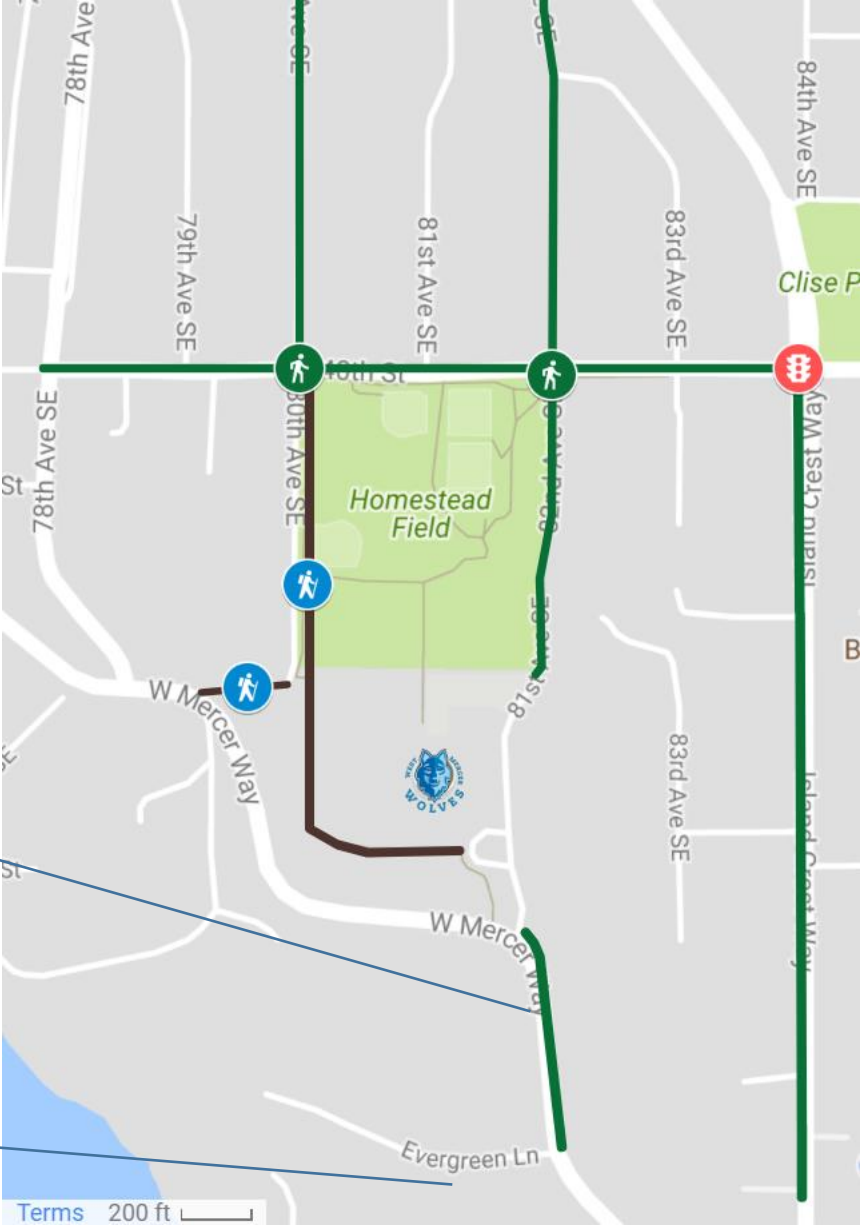 78th Ave
Ave SE
SE
84th Ave SE
79th Ave SE
81st Ave SE
83rd Ave SE
Clise P
40th St
80th Ave SE
78th Ave SE
St
Homestead
Field
Island Crest Way
B
81st
W Mercer Way
WEST MERCER
WOLVES
83rd Ave SE
Island Crest Way
St
W Mercer Way
Evergreen Ln
Terms 200 ft